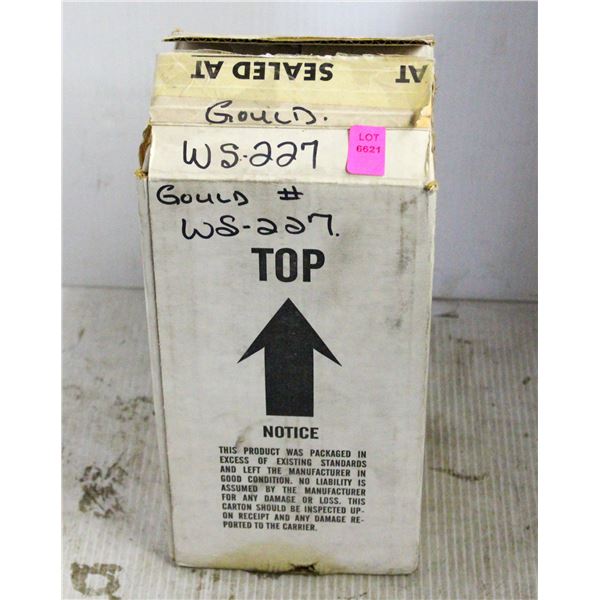 SEALED AT
AT
GOULD.
WS-227
LOT
6621
GOULD #
WS-227.
TOP
NOTICE
THIS PRODUCT WAS PACKAGED IN
EXCESS OF EXISTING STANDARDS
AND LEFT THE MANUFACTURER IN
GOOD CONDITION. NO LIABILITY IS
ASSUMED BY THE MANUFACTURER
FOR ANY DAMAGE OR LOSS. THIS
CARTON SHOULD BE INSPECTED UP-
ON RECEIPT AND ANY DAMAGE RE-
PORTED TO THE CARRIER.